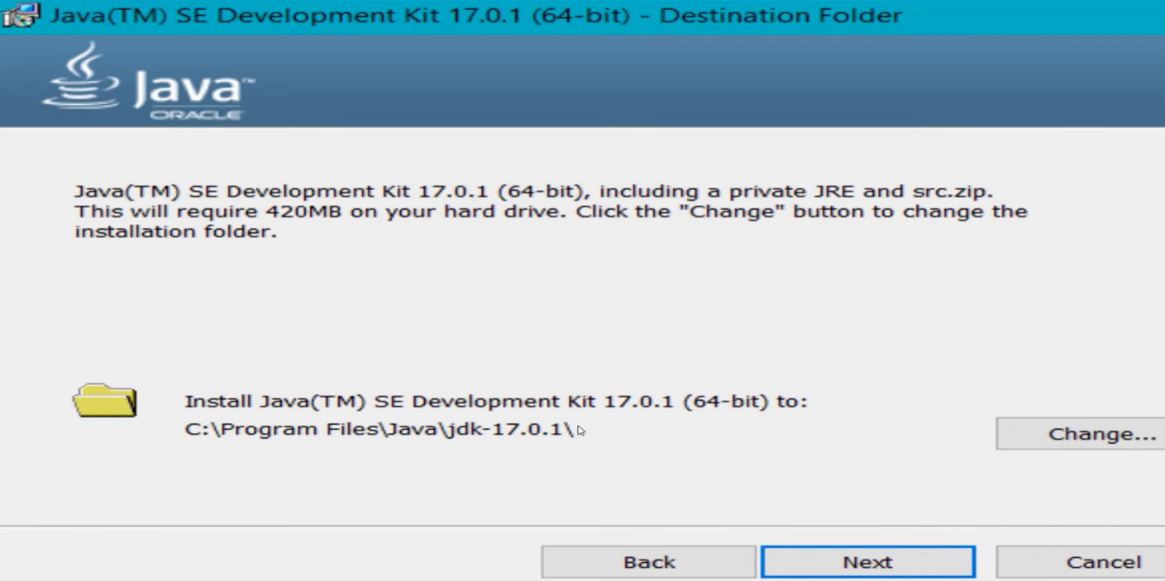 Java(TM) SE Development Kit 17.0.1 (64-bit) - Destination Folder
Java™
ORACLE
Java(TM) SE Development Kit 17.0.1 (64-bit), including a private JRE and src.zip.
This will require 420MB on your hard drive. Click the "Change" button to change the
installation folder.
Install Java(TM) SE Development Kit 17.0.1 (64-bit) to:
C:\Program Files\Java\jdk-17.0.1\
Change...
Back
Next
Cancel